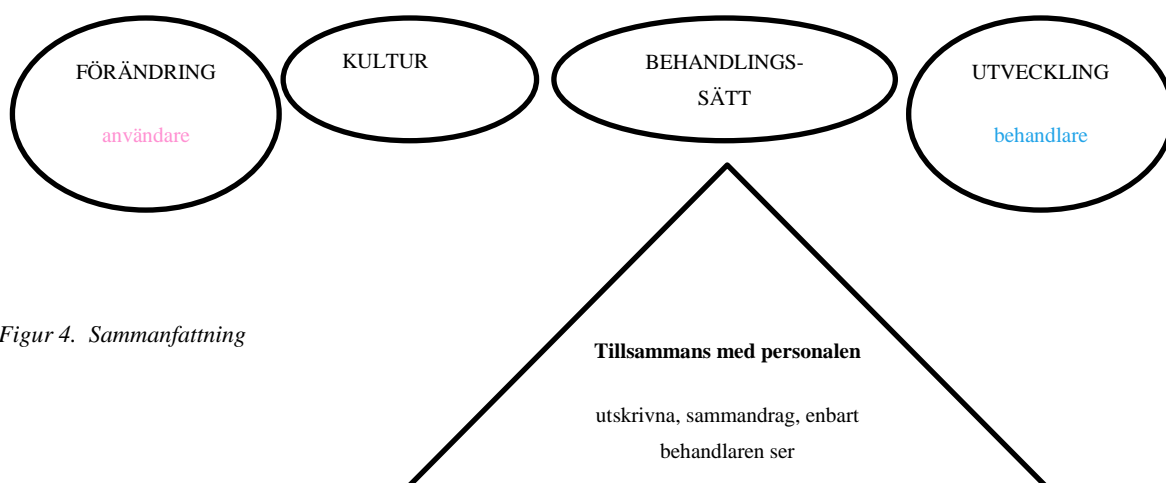 FÖRÄNDRING
användare
KULTUR
BEHANDLINGS-
SÄTT
UTVECKLING
behandlare
Figur 4. Sammanfattning
Tillsammans med personalen
utskrivna, sammandrag, enbart
behandlaren ser